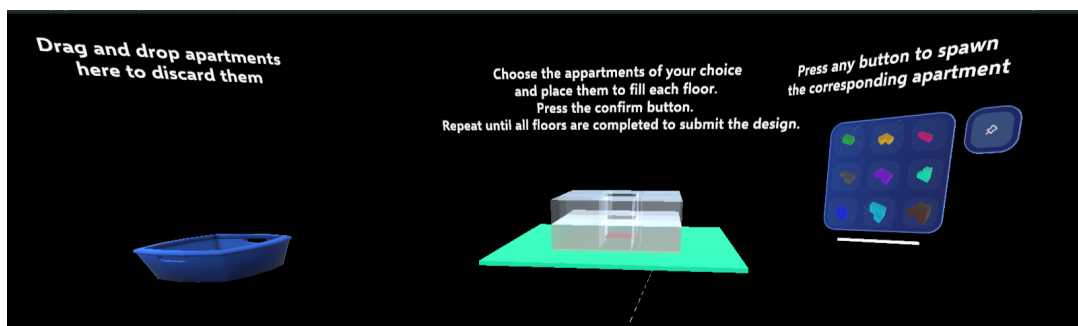 Drag and drop apartments
here to discard them
Choose the appartments of your choice
and place them to fill each floor.
Press the confirm button.
Repeat until all floors are completed to submit the design.
Press any button to spawn
the corresponding apartment